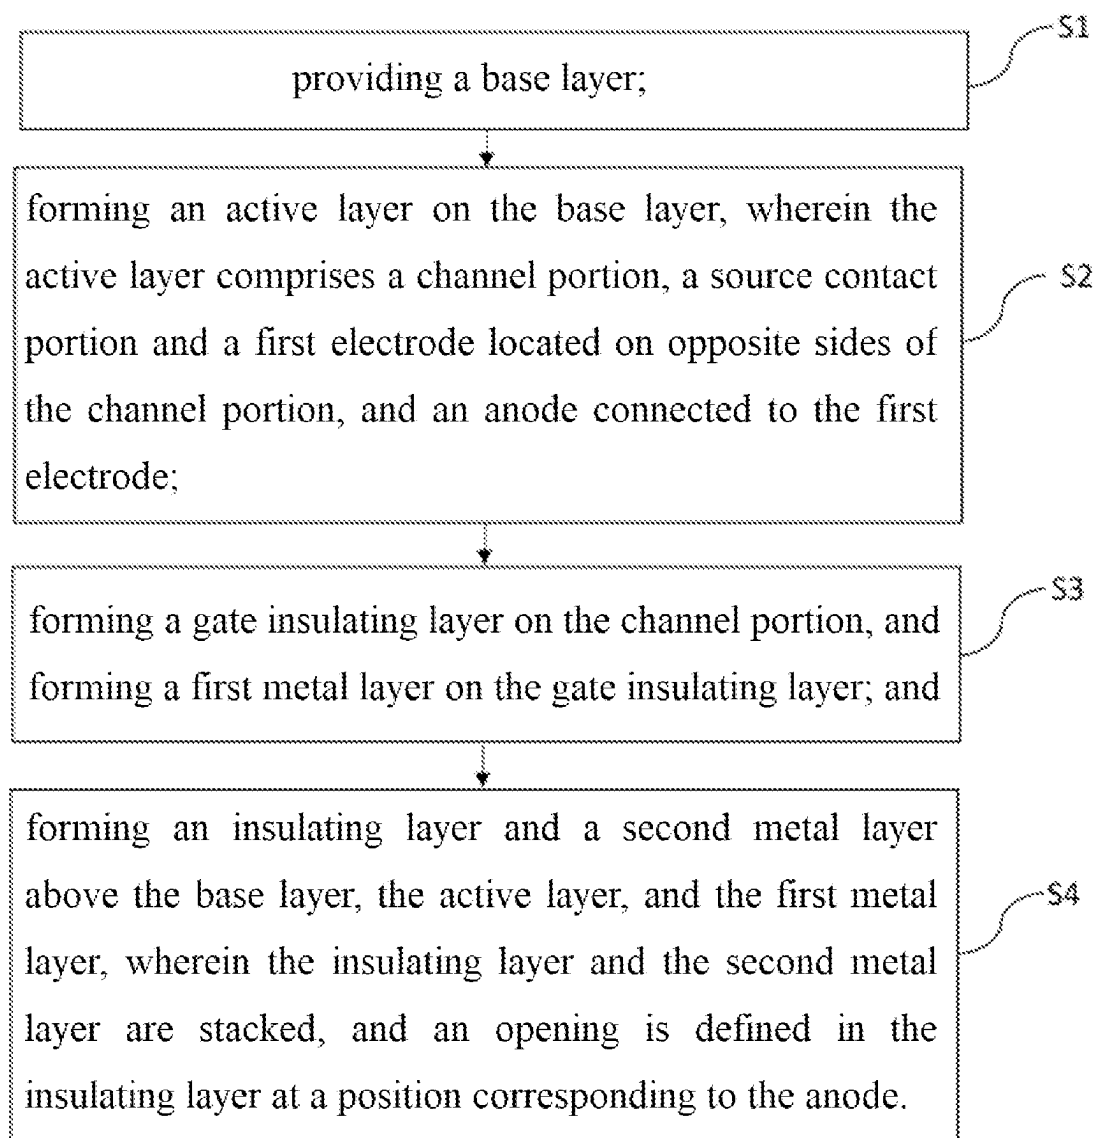 S1
providing a base layer;
forming an active layer on the base layer, wherein the
active layer comprises a channel portion, a source contact
portion and a first electrode located on opposite sides of
the channel portion, and an anode connected to the first
electrode;
S2
forming a gate insulating layer on the channel portion, and
forming a first metal layer on the gate insulating layer; and
S3
forming an insulating layer and a second metal layer
above the base layer, the active layer, and the first metal
layer, wherein the insulating layer and the second metal
layer are stacked, and an opening is defined in the
insulating layer at a position corresponding to the anode.
S4